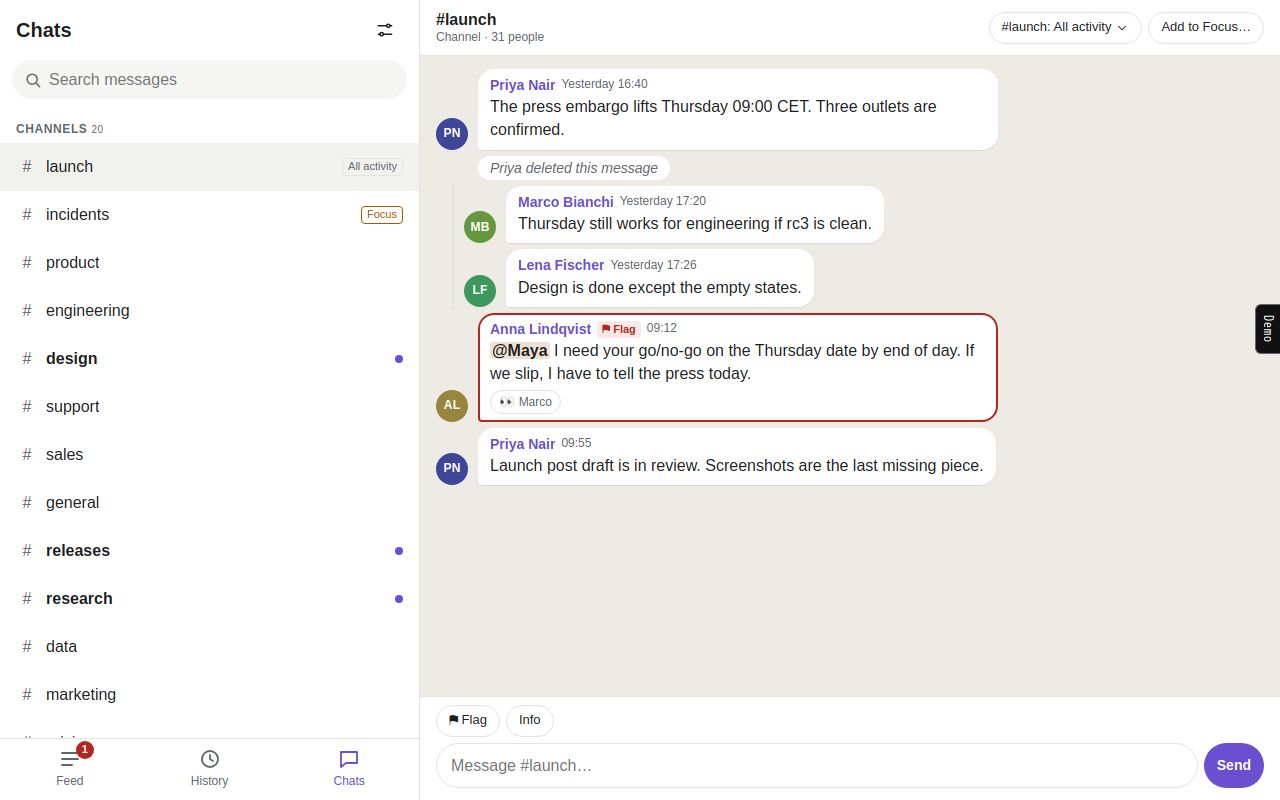 Chats
Search messages
CHANNELS 20
# launch All activity
# incidents Focus
# product
# engineering
# design
# support
# sales
# general
# releases
# research
# data
# marketing
1
Feed
History
Chats
#launch
Channel · 31 people
#launch: All activity
Add to Focus…
Priya Nair Yesterday 16:40
The press embargo lifts Thursday 09:00 CET. Three outlets are
confirmed.
PN
Priya deleted this message
Marco Bianchi Yesterday 17:20
Thursday still works for engineering if rc3 is clean.
MB
Lena Fischer Yesterday 17:26
Design is done except the empty states.
LF
Anna Lindqvist Flag 09:12
@Maya I need your go/no-go on the Thursday date by end of day. If
we slip, I have to tell the press today.
👀 Marco
AL
Priya Nair 09:55
Launch post draft is in review. Screenshots are the last missing piece.
PN
Demo
Flag
Info
Message #launch…
Send